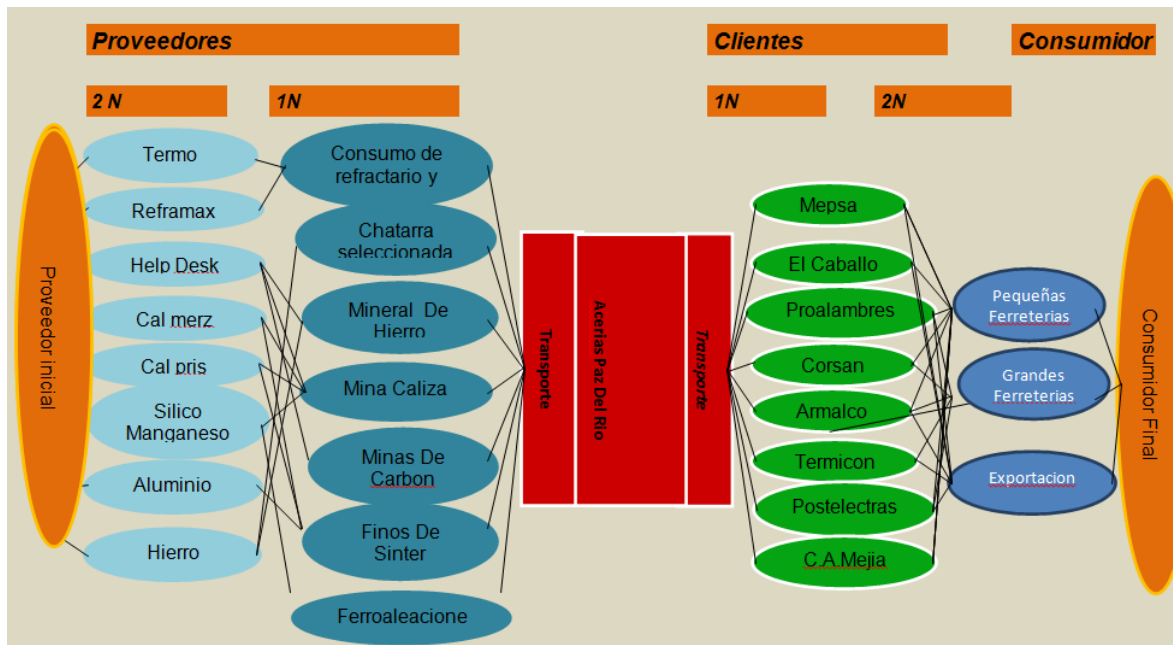 Proveedores
Clientes
Consumidor
2 N
1N
1N
2N
Proveedor inicial
Termo
Reframax
Help Desk
Cal merz
Cal pris
Silico
Manganeso
Aluminio
Hierro
Consumo de
refractario y
Chatarra
seleccionada
Mineral De
Hierro
Mina Caliza
Minas De
Carbon
Finos De
Sinter
Ferroaleacione
Transporte
Acerias Paz Del Rio
Transporte
Mepsa
El Caballo
Proalambres
Corsan
Armalco
Termicon
Postelectras
C.A.Mejia
Pequeñas
Ferreterias
Grandes
Ferreterias
Exportacion
Consumidor Final